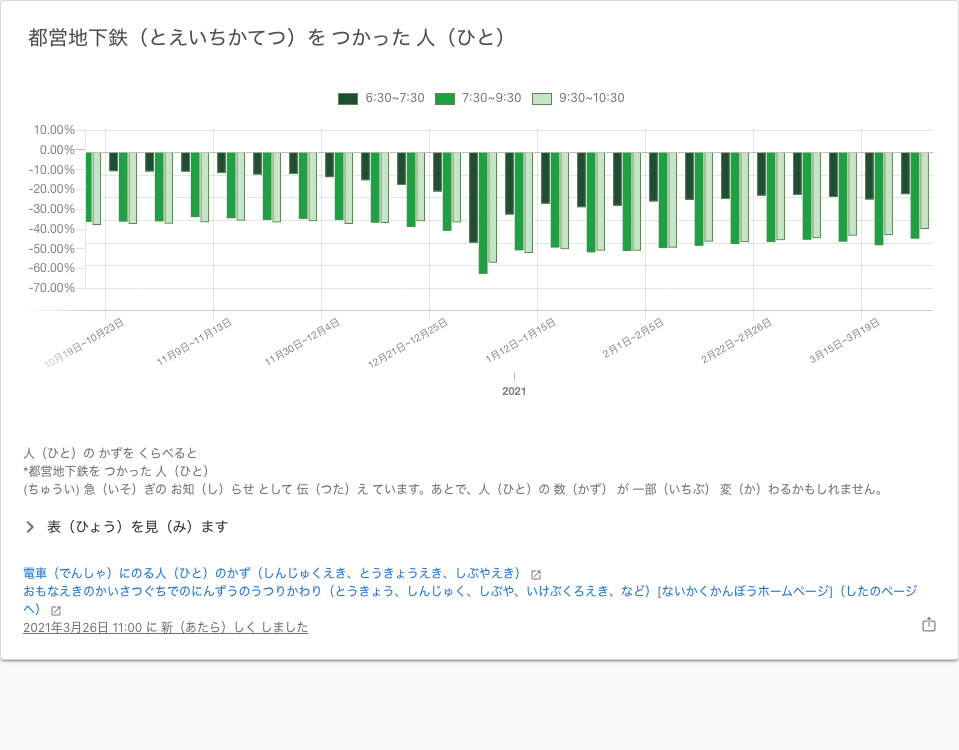 都営地下鉄（とえいちかてつ）を つかった 人（ひと）
6:30~7:30 7:30~9:30 9:30~10:30
10.00%
0.00%
-10.00%
-20.00%
-30.00%
-40.00%
-50.00%
-60.00%
-70.00%
10月19日~10月23日
11月9日~11月13日
11月30日~12月4日
12月21日~12月25日
1月12日~1月15日
2月1日~2月5日
2月22日~2月26日
3月15日~3月19日
2021
人（ひと）の かずを くらべると
*都営地下鉄を つかった 人（ひと）
(ちゅうい) 急（いそ）ぎの お知（し）らせ として 伝（つた）え ています。あとで、人（ひと）の 数（かず） が 一部（いちぶ） 変（か）わるかもしれません。
表（ひょう）を見（み）ます
電車（でんしゃ）にのる人（ひと）のかず（しんじゅくえき、とうきょうえき、しぶやえき）
おもなえきのかいさつぐちでのにんずうのうつりかわり（とうきょう、しんじゅく、しぶや、いけぶくろえき、など）[ないかくかんぼうホームページ]（したのページ
へ）
2021年3月26日 11:00 に 新（あたら）しく しました